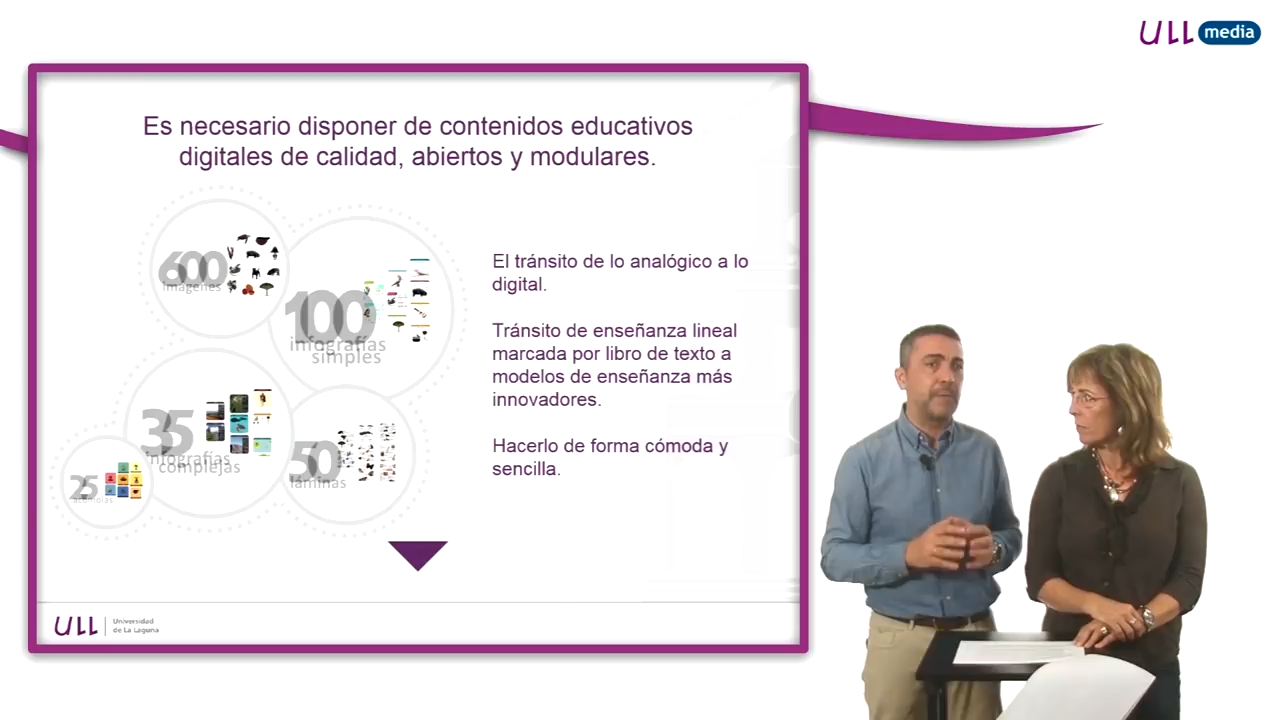 ULL media
Es necesario disponer de contenidos educativos
digitales de calidad, abiertos y modulares.
600
imágenes
100
infografías
simples
35
infografías
complejas
50
láminas
25
El tránsito de lo analógico a lo
digital.
Tránsito de enseñanza lineal
marcada por libro de texto a
modelos de enseñanza más
innovadores.
Hacerlo de forma cómoda y
sencilla.
ULL
Universidad
de La Laguna